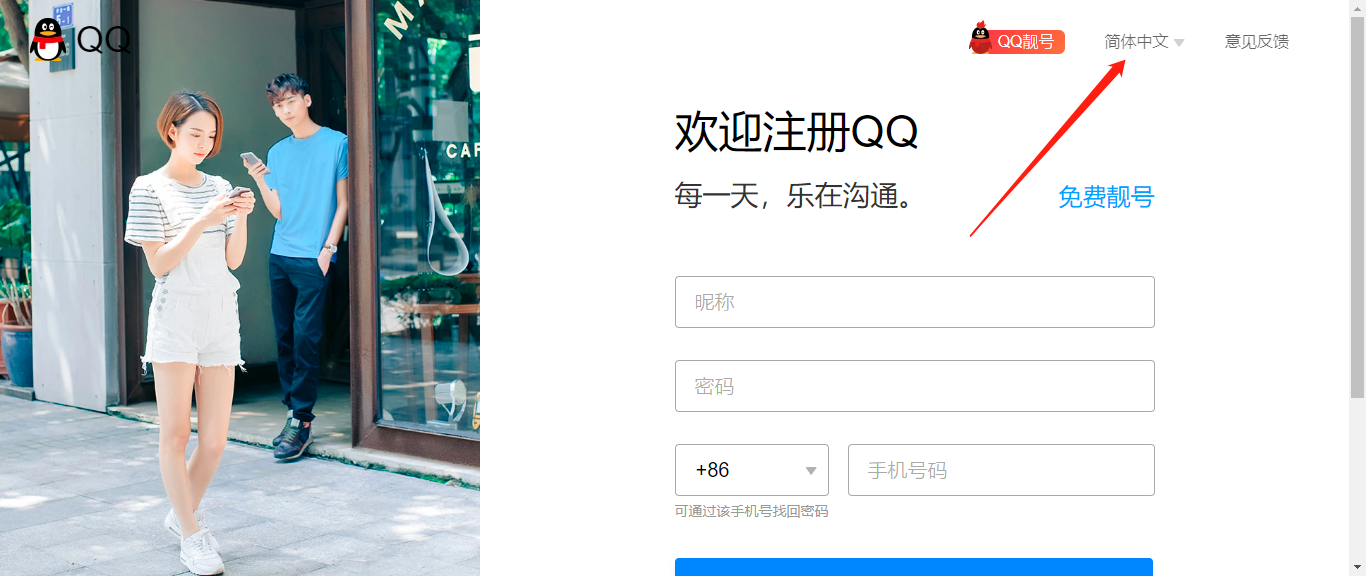 QQ
QQ靓号
简体中文
意见反馈
欢迎注册QQ
每一天，乐在沟通。
免费靓号
昵称
密码
+86
手机号码
可通过该手机号找回密码
MA
CAF